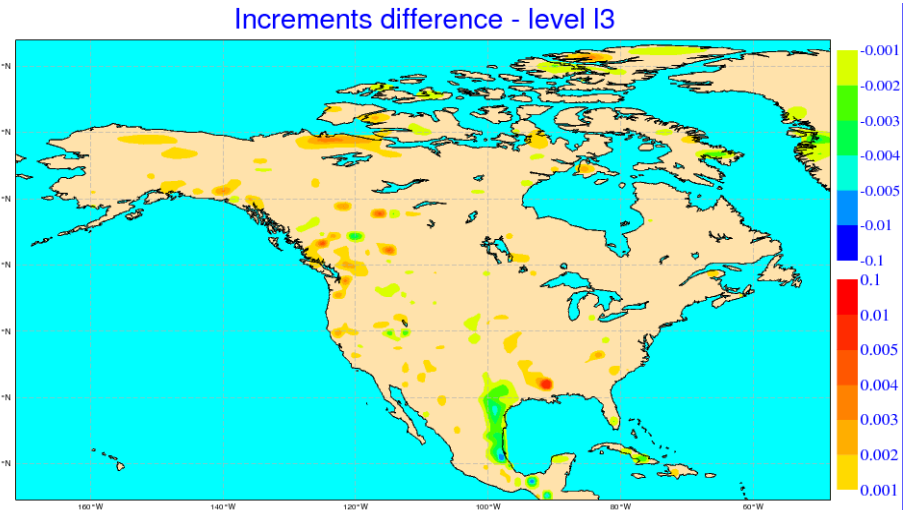 Increments difference - level l3
-0.001
-0.002
-0.003
-0.004
-0.005
-0.01
-0.1
0.1
0.01
0.005
0.004
0.003
0.002
0.001
°N
°N
°N
°N
°N
°N
°N
160°W 140°W 120°W 100°W 80°W 60°W